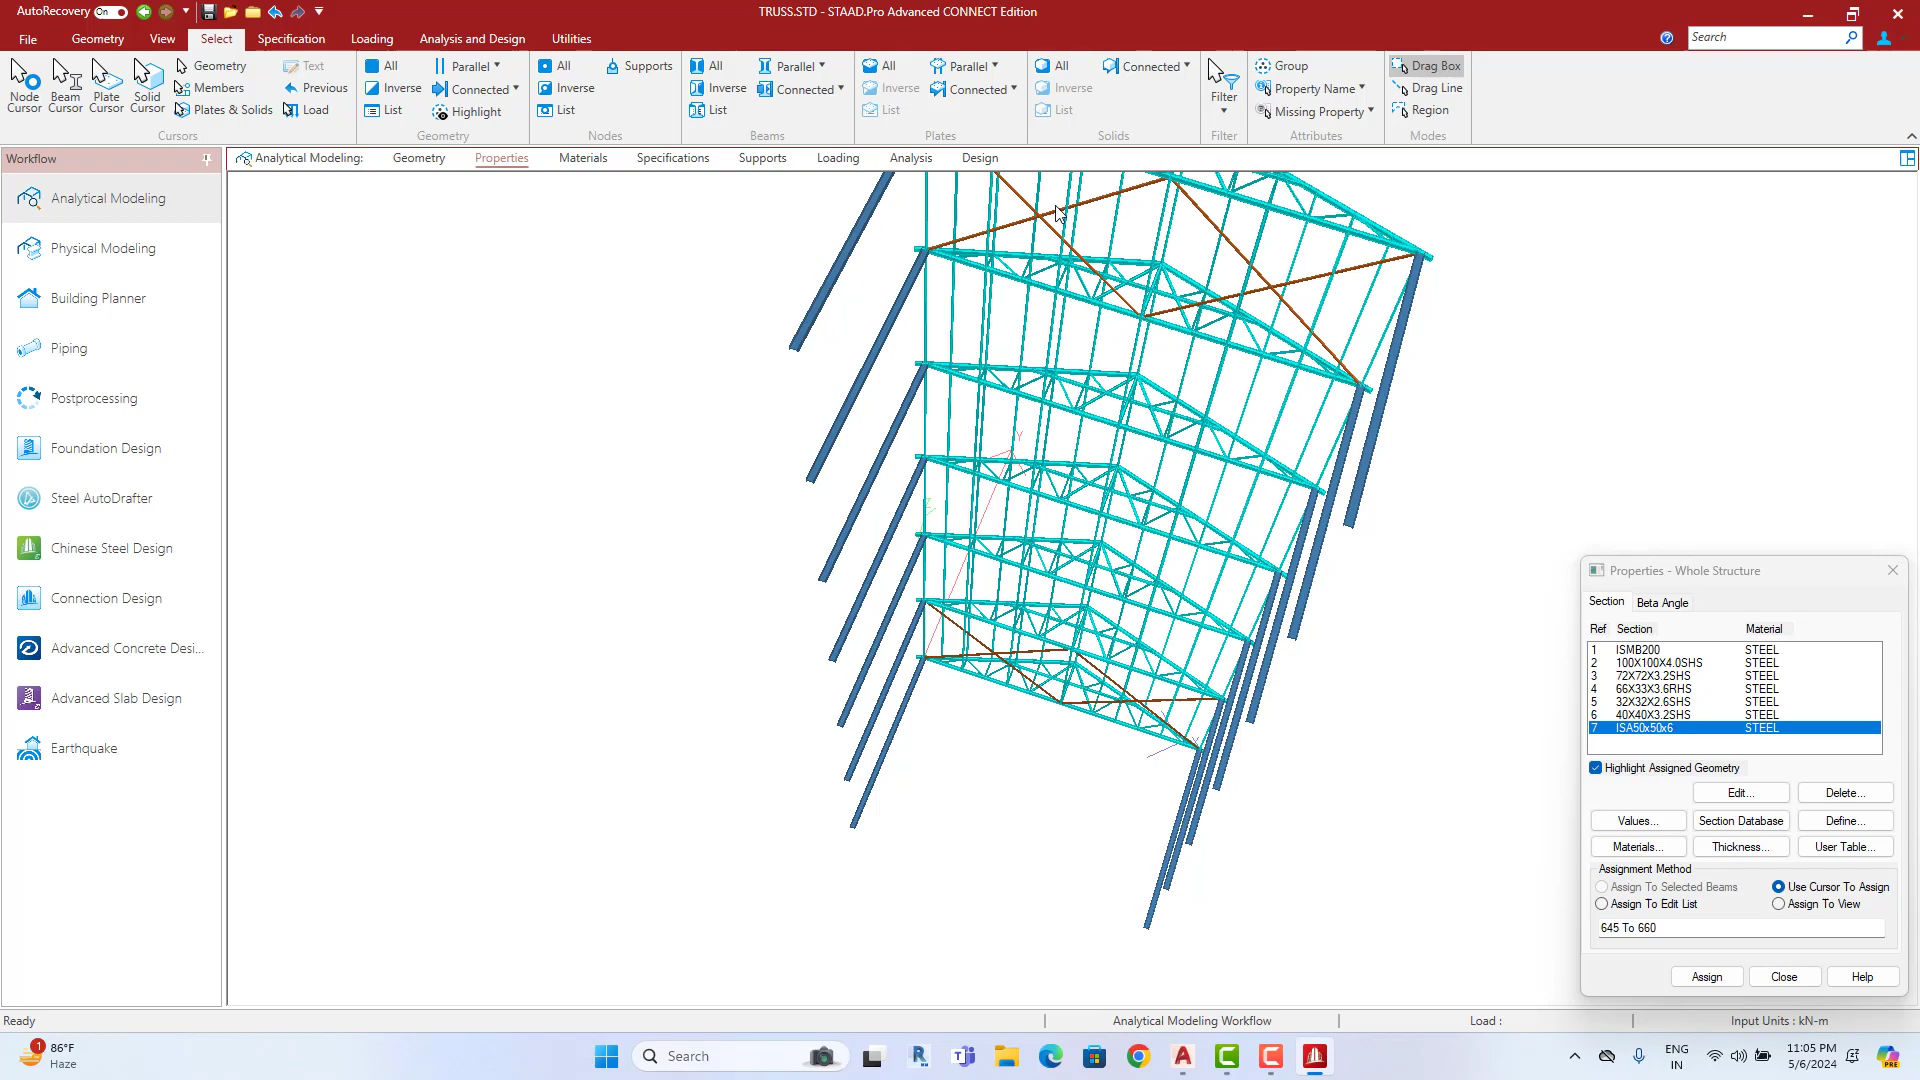 AutoRecovery On TRUSS.STD - STAAD.Pro Advanced CONNECT Edition
File Geometry View Select Specification Loading Analysis and Design Utilities Search
Node Cursor Beam Cursor Plate Cursor Solid Cursor
Geometry Text
Members Previous
Plates & Solids Load
Cursors
All Parallel
Inverse Connected
List Highlight
Geometry
All Supports
Inverse
List
Nodes
All Parallel
Inverse Connected
List
Beams
All Parallel
Inverse Connected
List
Plates
All Connected
Inverse
List
Solids
Filter
Filter
Group
Property Name
Missing Property
Attributes
Drag Box
Drag Line
Region
Modes
Workflow
Analytical Modeling: Geometry Properties Materials Specifications Supports Loading Analysis Design
Analytical Modeling
Physical Modeling
Building Planner
Piping
Postprocessing
Foundation Design
Steel AutoDrafter
Chinese Steel Design
Connection Design
Advanced Concrete Desi...
Advanced Slab Design
Earthquake
Y
Properties - Whole Structure
Section Beta Angle
Ref Section Material
1 ISMB200 STEEL
2 100X100X4.0SHS STEEL
3 72X72X3.2SHS STEEL
4 66X33X3.6RHS STEEL
5 32X32X2.6SHS STEEL
6 40X40X3.2SHS STEEL
7 ISA50x50x6 STEEL
Highlight Assigned Geometry
Edit... Delete...
Values... Section Database Define...
Materials... Thickness... User Table...
Assignment Method
Assign To Selected Beams Use Cursor To Assign
Assign To Edit List Assign To View
645 To 660
Assign Close Help
Ready Analytical Modeling Workflow Load : Input Units : kN-m
1 86°F
Haze
Search
ENG
IN
11:05 PM
5/6/2024
PRE